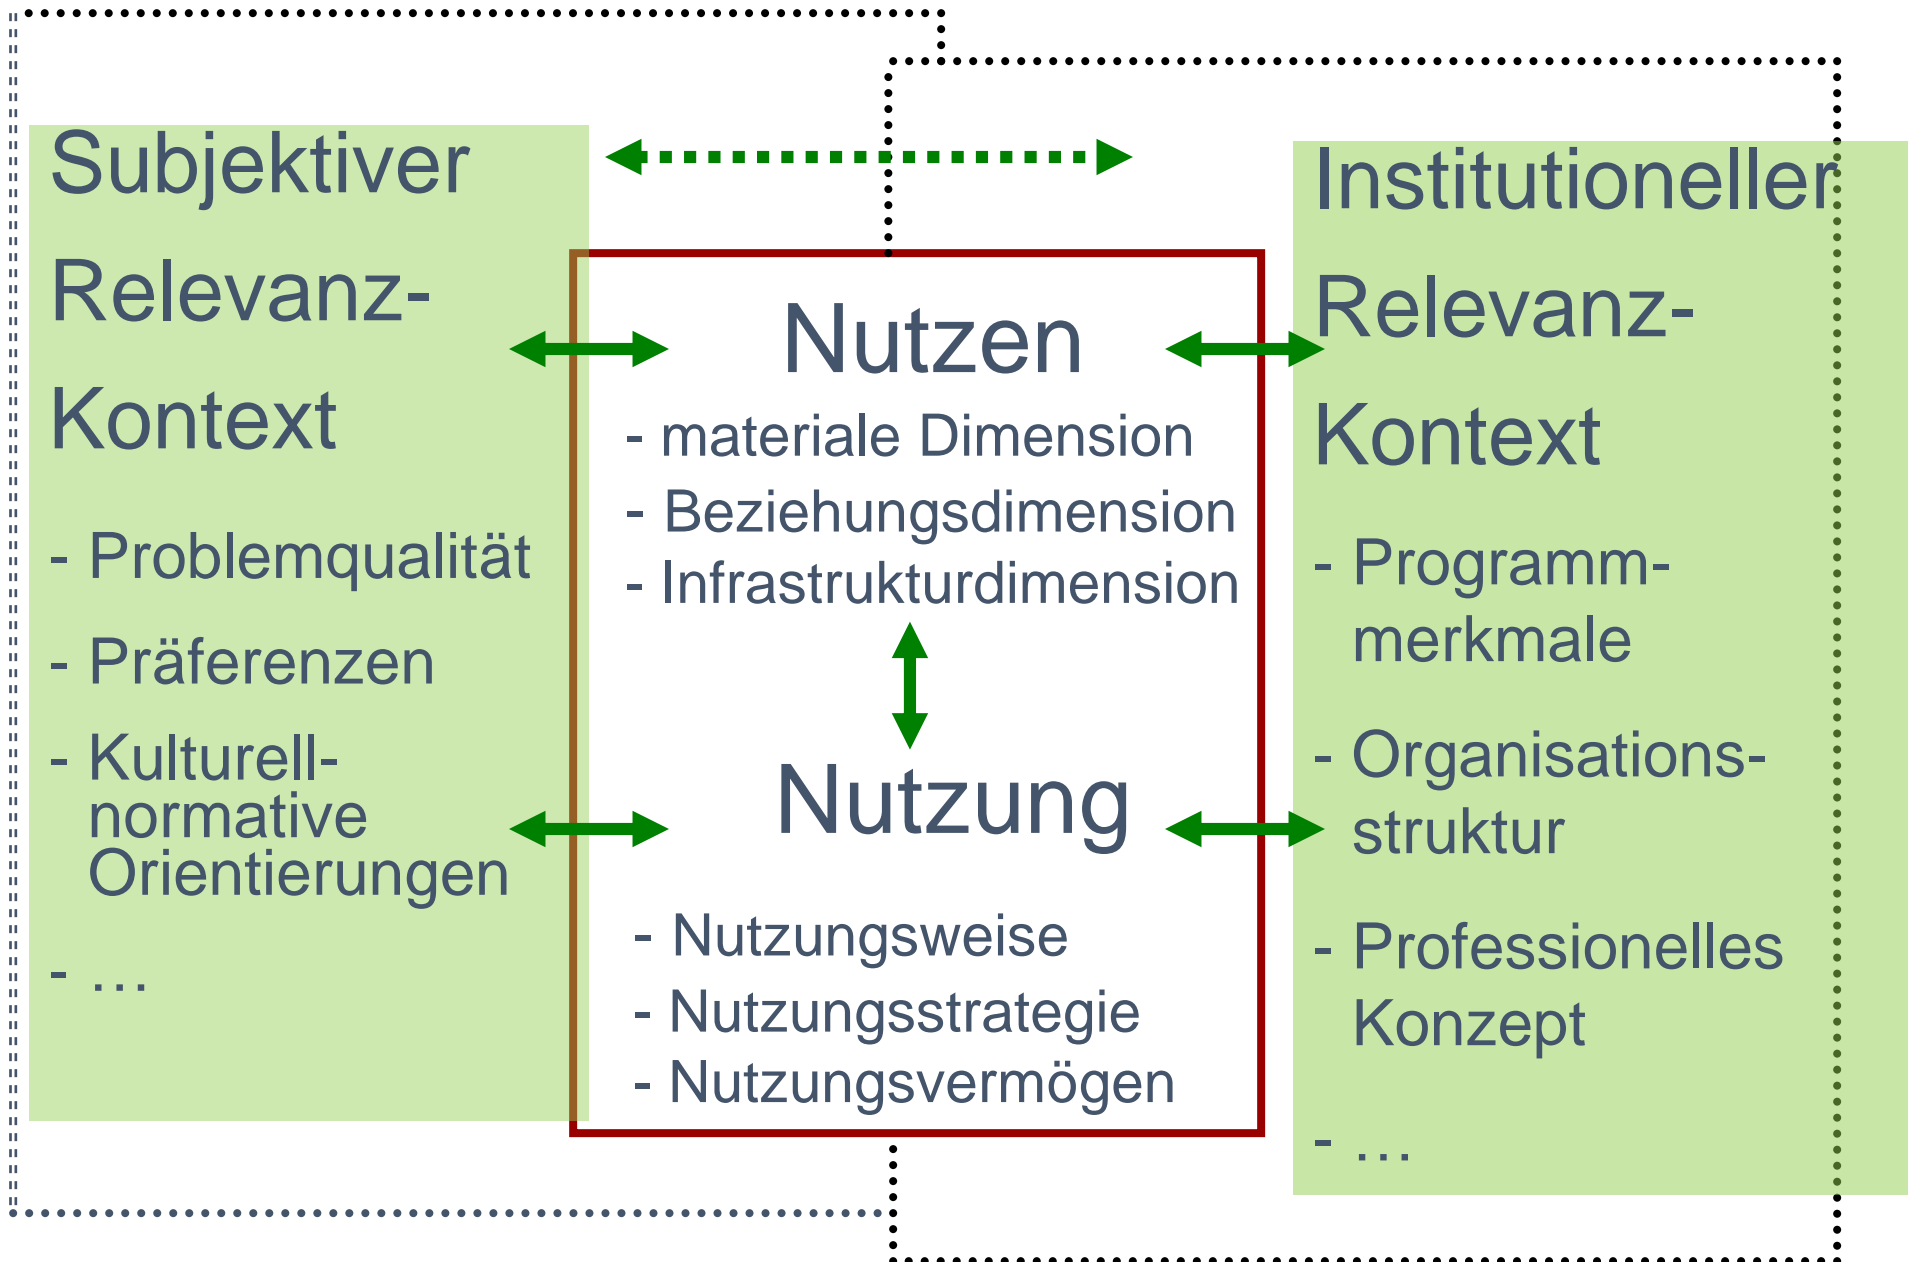 Subjektiver
Relevanz-
Kontext
- Problemqualität
- Präferenzen
- Kulturell-
normative
Orientierungen
- …
Nutzen
- materiale Dimension
- Beziehungsdimension
- Infrastrukturdimension
Nutzung
- Nutzungsweise
- Nutzungsstrategie
- Nutzungsvermögen
Institutioneller
Relevanz-
Kontext
- Programm-
merkmale
- Organisations-
struktur
- Professionelles
Konzept
- …